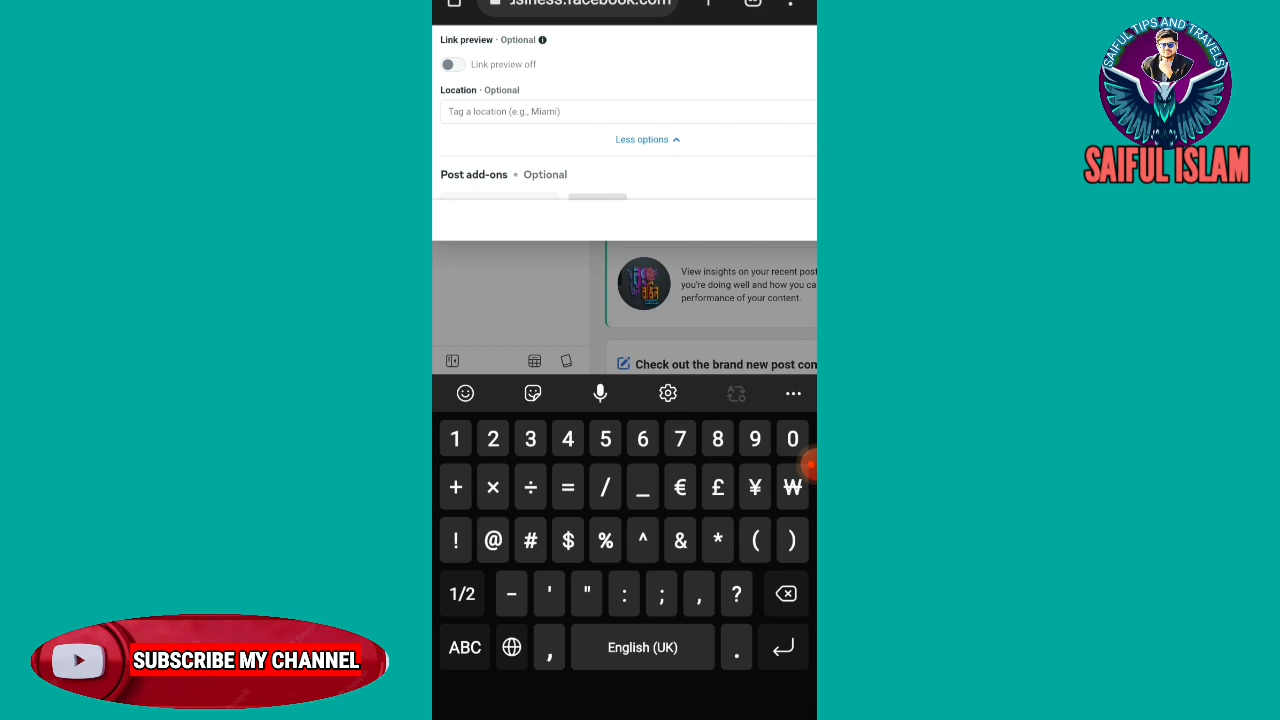 business.facebook.com
Link preview · Optional
Link preview off
Location · Optional
Tag a location (e.g., Miami)
Less options
Post add-ons • Optional
View insights on your recent post
you're doing well and how you ca
performance of your content.
Check out the brand new post com
1 2 3 4 5 6 7 8 9 0
+ × ÷ = / _ € £ ¥ ₩
! @ # $ % ^ & * ( )
1/2 - ' " : ; , ?
ABC , English (UK) .
SAIFUL TIPS AND TRAVELS
SAIFUL ISLAM
SUBSCRIBE MY CHANNEL